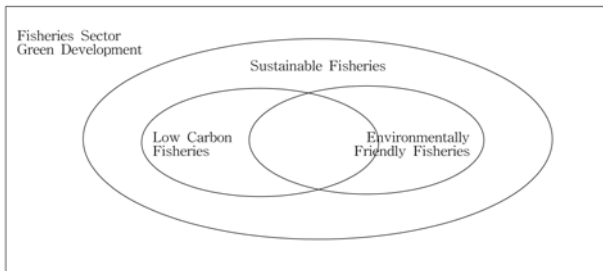 Fisheries Sector
Green Development
Sustainable Fisheries
Low Carbon
Fisheries
Environmentally
Friendly Fisheries